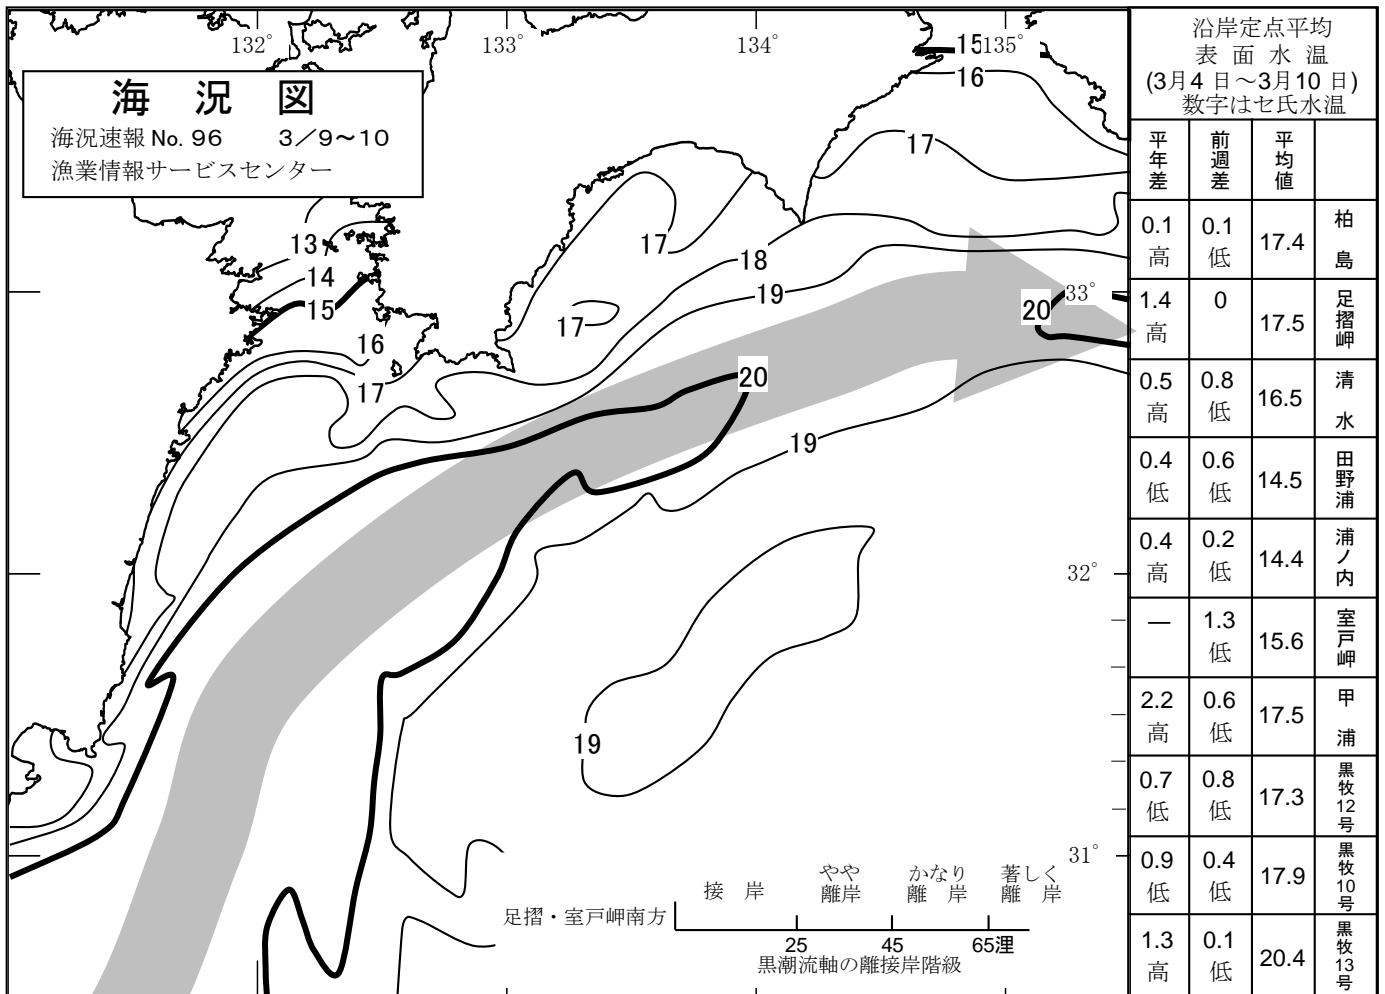 132°
133°
134°
15
135°
海況図
海況速報 No. 96 3/9~10
漁業情報サービスセンター
16
17
13
14
15
16
17
17
17
18
19
20
33°
20
19
19
32°
31°
足摺・室戸岬南方
接岸
やや離岸
かなり離岸
著しく離岸
25 45 65浬
黒潮流軸の離接岸階級
沿岸定点平均
表面水温
(3月4日~3月10日)
数字はセ氏水温
平年差 前週差 平均値
0.1高 0.1低 17.4 柏島
1.4高 0 17.5 足摺岬
0.5高 0.8低 16.5 清水
0.4低 0.6低 14.5 田野浦
0.4高 0.2低 14.4 浦ノ内
— 1.3低 15.6 室戸岬
2.2高 0.6低 17.5 甲浦
0.7低 0.8低 17.3 黒牧12号
0.9低 0.4低 17.9 黒牧10号
1.3高 0.1低 20.4 黒牧13号